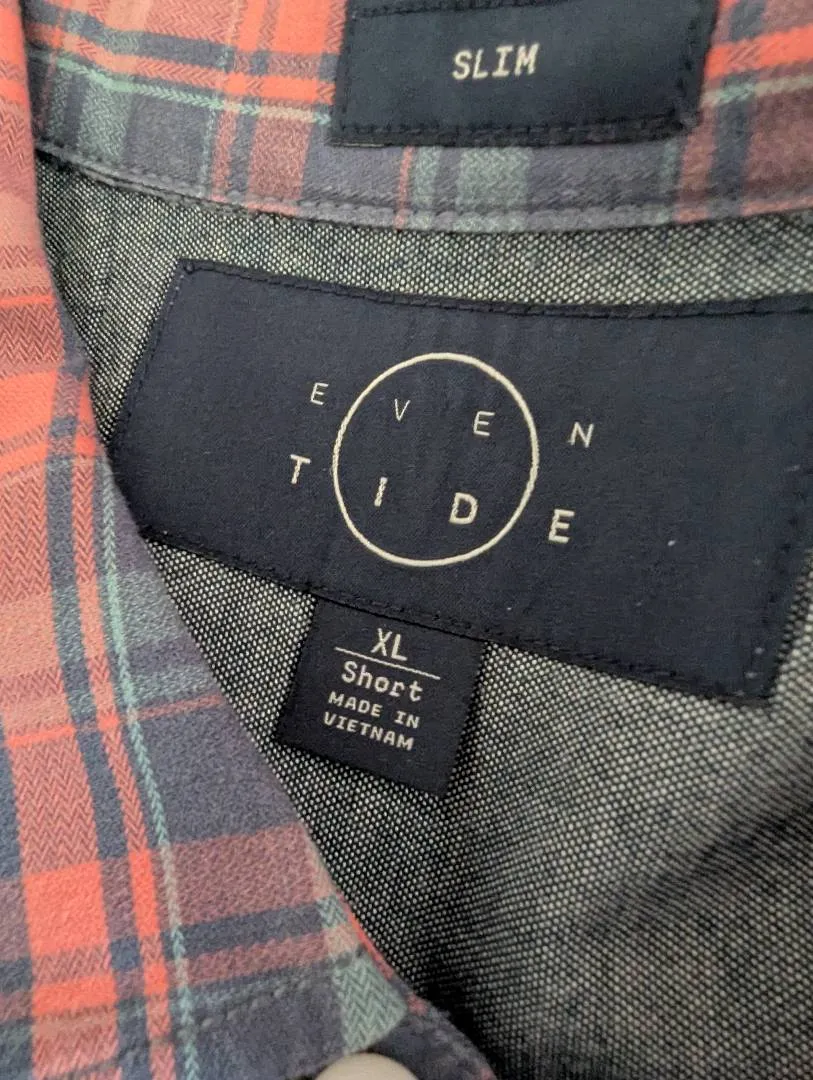 SLIM
E V E N
T I D E
XL
Short
MADE IN
VIETNAM